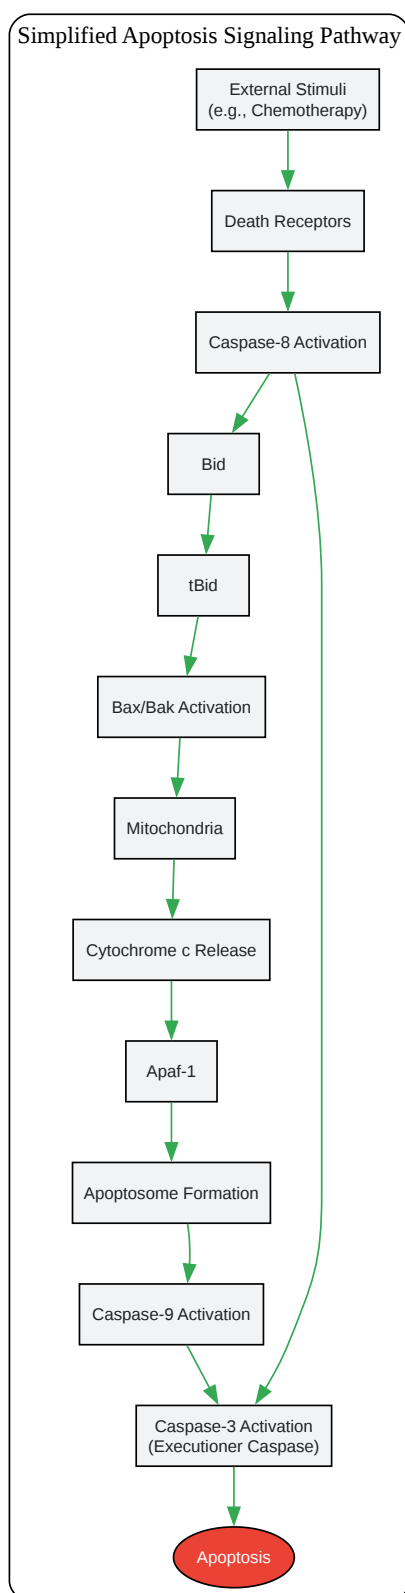 Simplified Apoptosis Signaling Pathway
External Stimuli
(e.g., Chemotherapy)
Death Receptors
Caspase-8 Activation
Bid
tBid
Bax/Bak Activation
Mitochondria
Cytochrome c Release
Apaf-1
Apoptosome Formation
Caspase-9 Activation
Caspase-3 Activation
(Executioner Caspase)
Apoptosis